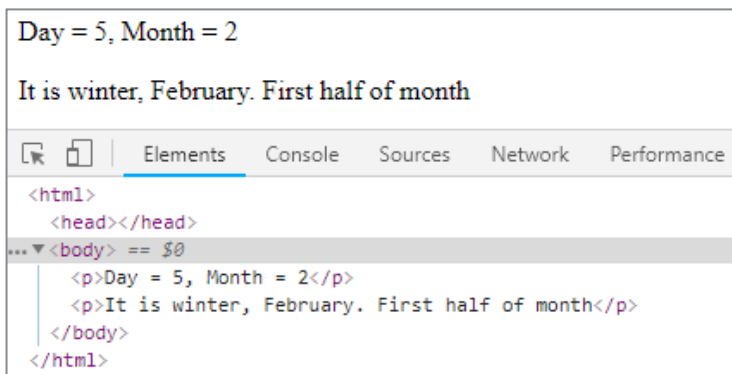 Day = 5, Month = 2
It is winter, February. First half of month
Elements Console Sources Network Performance
<html>
<head></head>
...▼<body> == $0
<p>Day = 5, Month = 2</p>
<p>It is winter, February. First half of month</p>
</body>
</html>